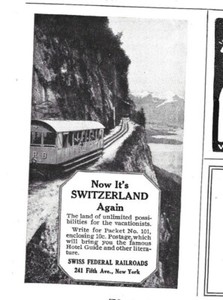 Now It's
SWITZERLAND
Again
The land of unlimited possi-
bilities for the vacationists.
Write for Packet No. 101,
enclosing 10c. Postage, which
will bring you the famous
Hotel Guide and other litera-
ture.
SWISS FEDERAL RAILROADS
241 Fifth Ave., New York